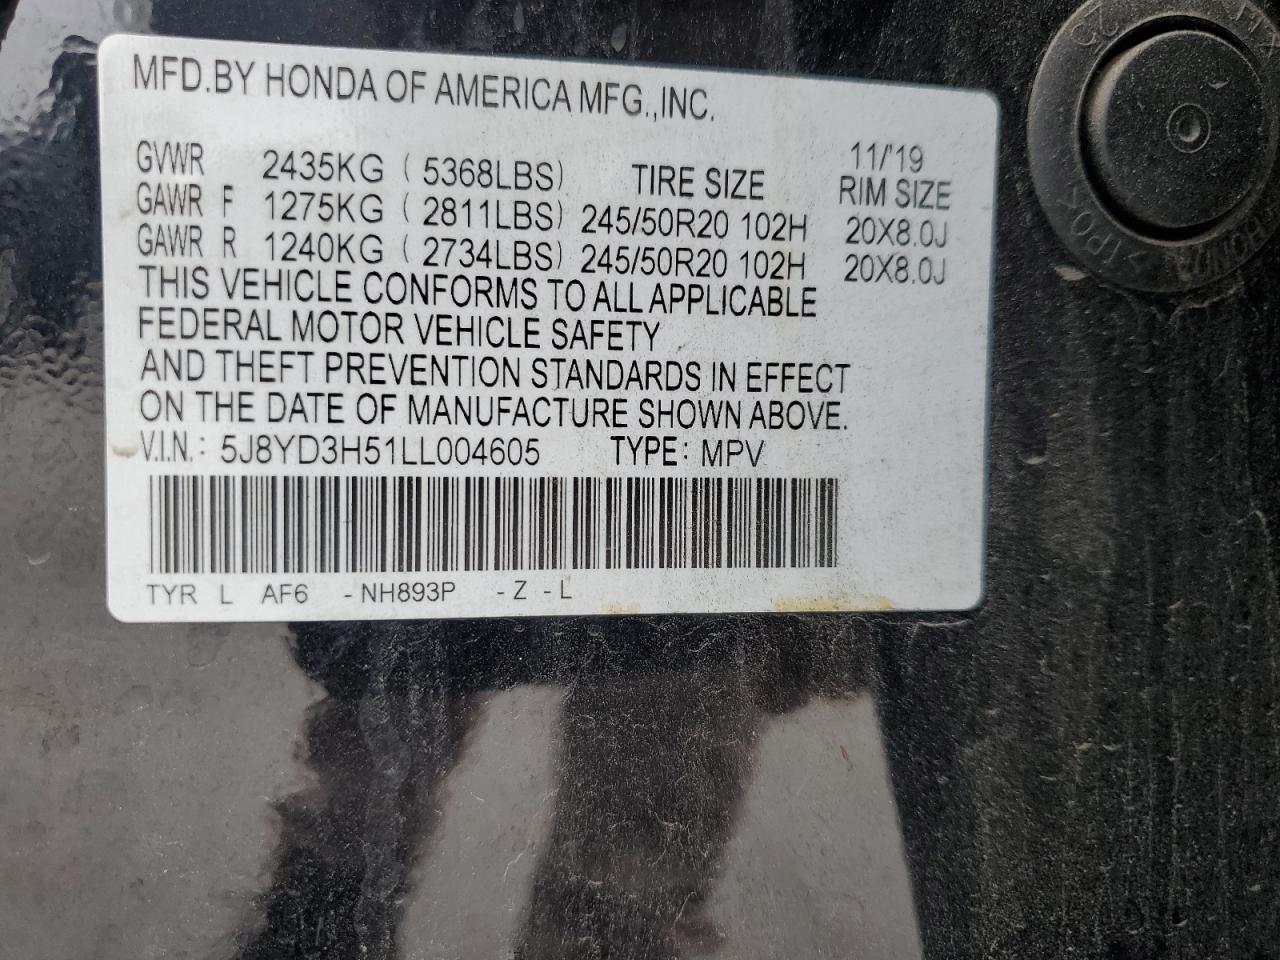 MFD.BY HONDA OF AMERICA MFG.,INC.
11/'19
GVWR 2435KG ( 5368LBS) TIRE SIZE RIM SIZE
GAWR F 1275KG ( 2811LBS) 245/50R20 102H 20X8.0J
GAWR R 1240KG ( 2734LBS) 245/50R20 102H 20X8.0J
THIS VEHICLE CONFORMS TO ALL APPLICABLE
FEDERAL MOTOR VEHICLE SAFETY
AND THEFT PREVENTION STANDARDS IN EFFECT
ON THE DATE OF MANUFACTURE SHOWN ABOVE.
V.I.N.: 5J8YD3H51LL004605 TYPE: MPV
TYR L AF6 -NH893P -Z -L
25
HONDA